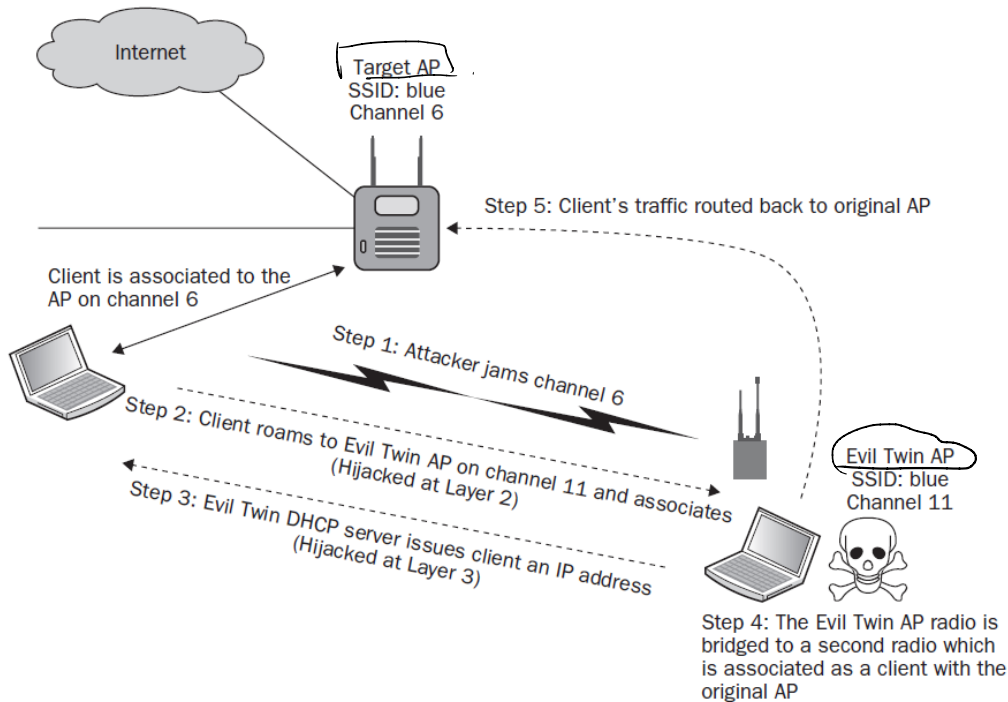 Internet
Target AP
SSID: blue
Channel 6
Step 5: Client's traffic routed back to original AP
Client is associated to the
AP on channel 6
Step 1: Attacker jams channel 6
Step 2: Client roams to Evil Twin AP on channel 11 and associates
(Hijacked at Layer 2)
Step 3: Evil Twin DHCP server issues client an IP address
(Hijacked at Layer 3)
Evil Twin AP
SSID: blue
Channel 11
Step 4: The Evil Twin AP radio is
bridged to a second radio which
is associated as a client with the
original AP